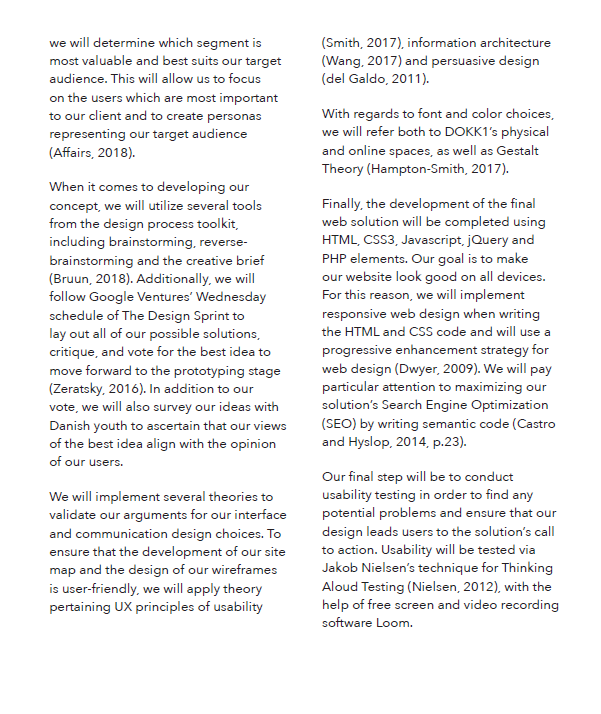 we will determine which segment is
most valuable and best suits our target
audience. This will allow us to focus
on the users which are most important
to our client and to create personas
representing our target audience
(Affairs, 2018).
When it comes to developing our
concept, we will utilize several tools
from the design process toolkit,
including brainstorming, reverse-
brainstorming and the creative brief
(Bruun, 2018). Additionally, we will
follow Google Ventures’ Wednesday
schedule of The Design Sprint to
lay out all of our possible solutions,
critique, and vote for the best idea to
move forward to the prototyping stage
(Zeratsky, 2016). In addition to our
vote, we will also survey our ideas with
Danish youth to ascertain that our views
of the best idea align with the opinion
of our users.
We will implement several theories to
validate our arguments for our interface
and communication design choices. To
ensure that the development of our site
map and the design of our wireframes
is user-friendly, we will apply theory
pertaining UX principles of usability
(Smith, 2017), information architecture
(Wang, 2017) and persuasive design
(del Galdo, 2011).
With regards to font and color choices,
we will refer both to DOKK1’s physical
and online spaces, as well as Gestalt
Theory (Hampton-Smith, 2017).
Finally, the development of the final
web solution will be completed using
HTML, CSS3, Javascript, jQuery and
PHP elements. Our goal is to make
our website look good on all devices.
For this reason, we will implement
responsive web design when writing
the HTML and CSS code and will use a
progressive enhancement strategy for
web design (Dwyer, 2009). We will pay
particular attention to maximizing our
solution’s Search Engine Optimization
(SEO) by writing semantic code (Castro
and Hyslop, 2014, p.23).
Our final step will be to conduct
usability testing in order to find any
potential problems and ensure that our
design leads users to the solution’s call
to action. Usability will be tested via
Jakob Nielsen’s technique for Thinking
Aloud Testing (Nielsen, 2012), with the
help of free screen and video recording
software Loom.